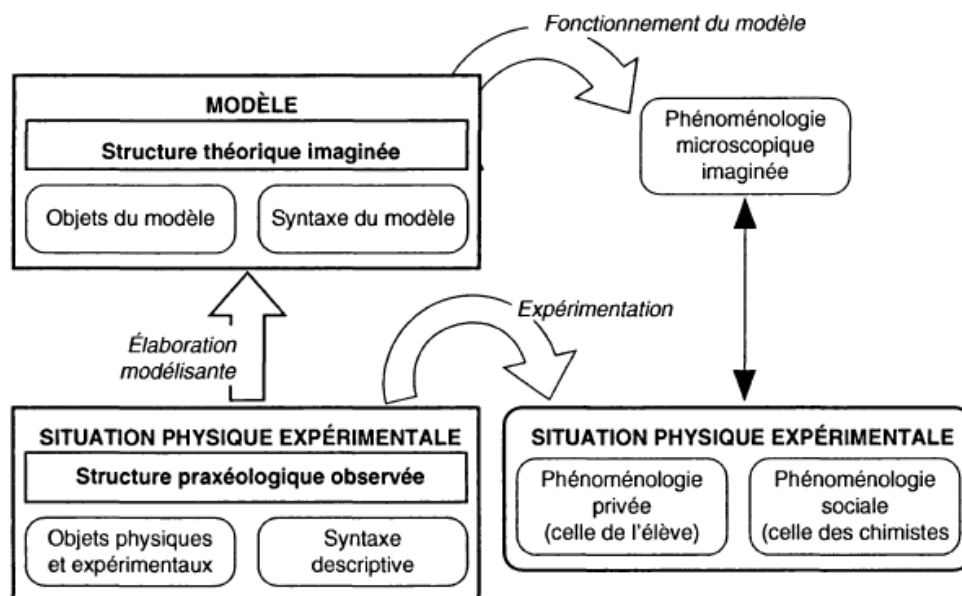 Fonctionnement du modèle
MODÈLE
Structure théorique imaginée
Objets du modèle
Syntaxe du modèle
Phénoménologie
microscopique
imaginée
Élaboration
modélisante
Expérimentation
SITUATION PHYSIQUE EXPÉRIMENTALE
Structure praxéologique observée
Objets physiques
et expérimentaux
Syntaxe
descriptive
SITUATION PHYSIQUE EXPÉRIMENTALE
Phénoménologie
privée
(celle de l'élève)
Phénoménologie
sociale
(celle des chimistes